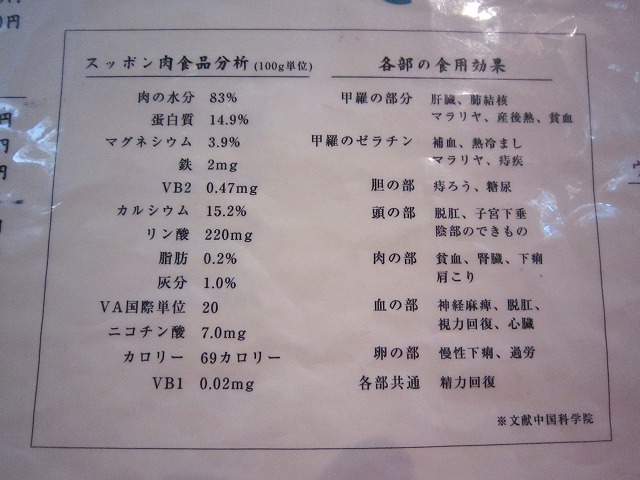 スッポン肉食品分析 (100g単位)
肉の水分 83%
蛋白質 14.9%
マグネシウム 3.9%
鉄 2mg
VB2 0.47mg
カルシウム 15.2%
リン酸 220mg
脂肪 0.2%
灰分 1.0%
VA国際単位 20
ニコチン酸 7.0mg
カロリー 69カロリー
VB1 0.02mg
各部の食用効果
甲羅の部分 肝臓、肺結核
マラリヤ、産後熱、貧血
甲羅のゼラチン 補血、熱冷まし
マラリヤ、痔疾
胆の部 痔ろう、糖尿
頭の部 脱肛、子宮下垂
陰部のできもの
肉の部 貧血、腎臓、下痢
肩こり
血の部 神経麻痺、脱肛、
視力回復、心臓
卵の部 慢性下痢、過労
各部共通 精力回復
※文献中国科学院
円
円
円
円
円